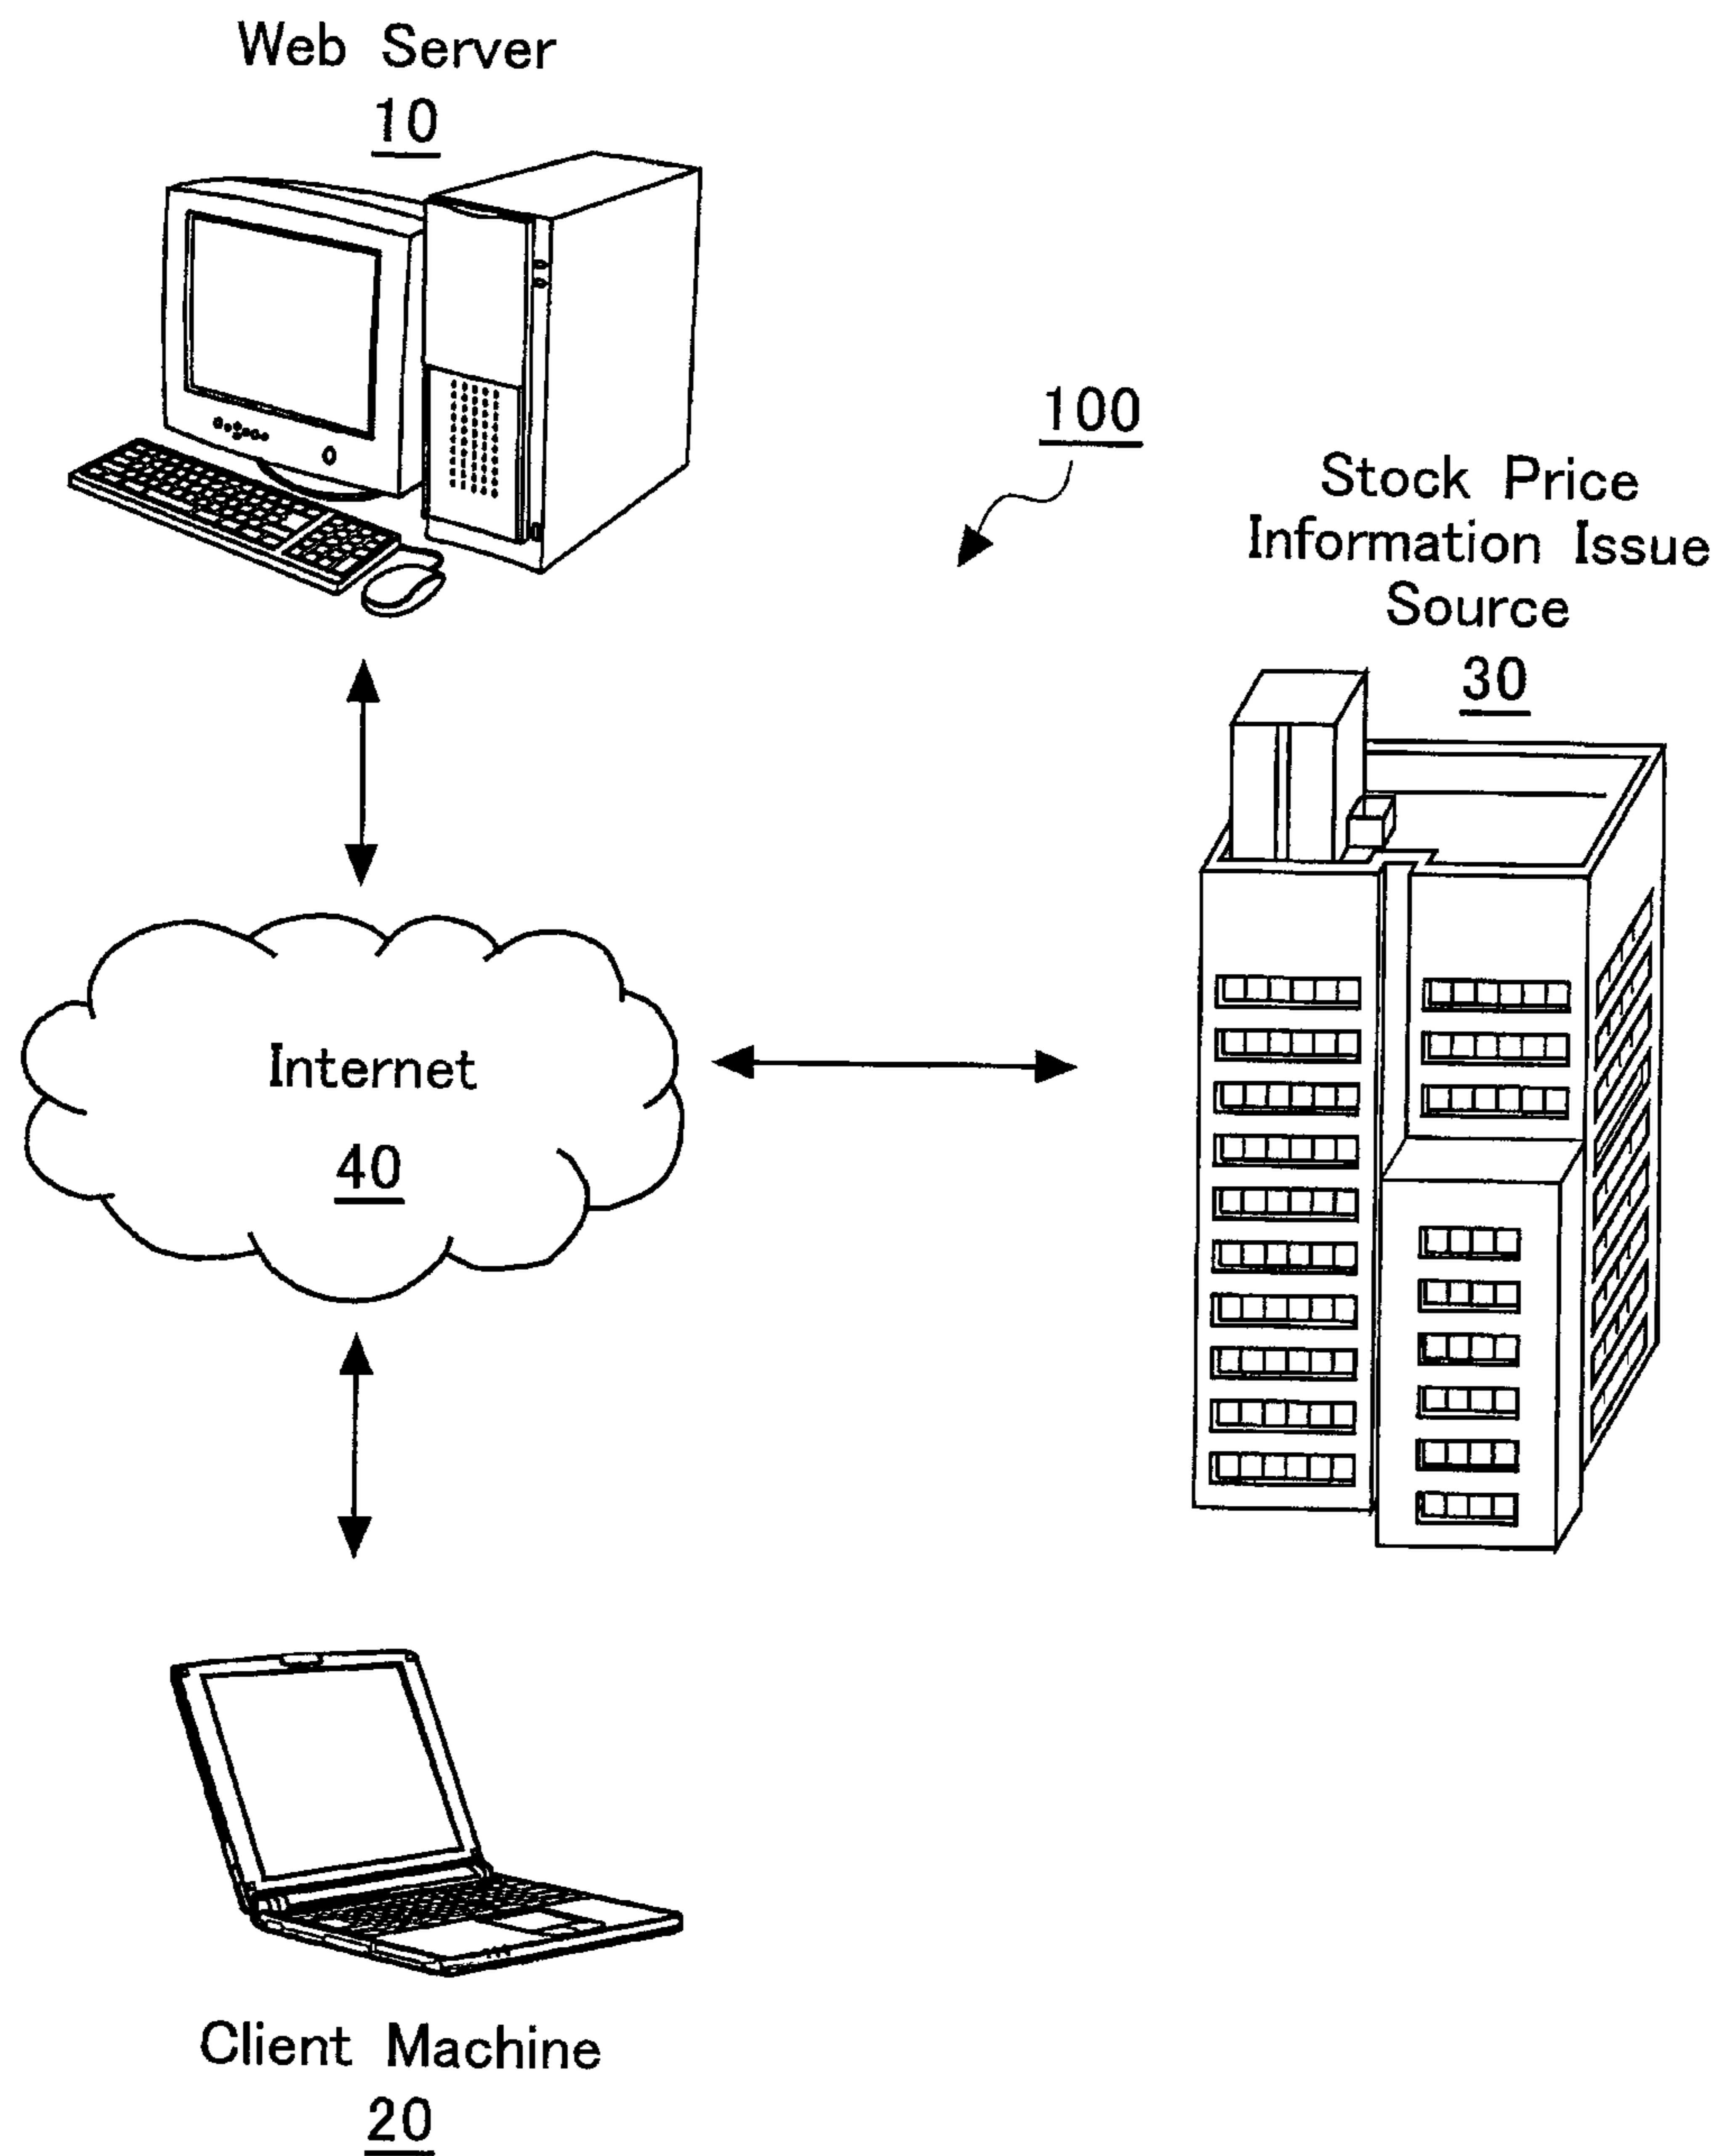 Web Server
10
100
Stock Price
Information Issue
Source
30
Internet
40
Client Machine
20